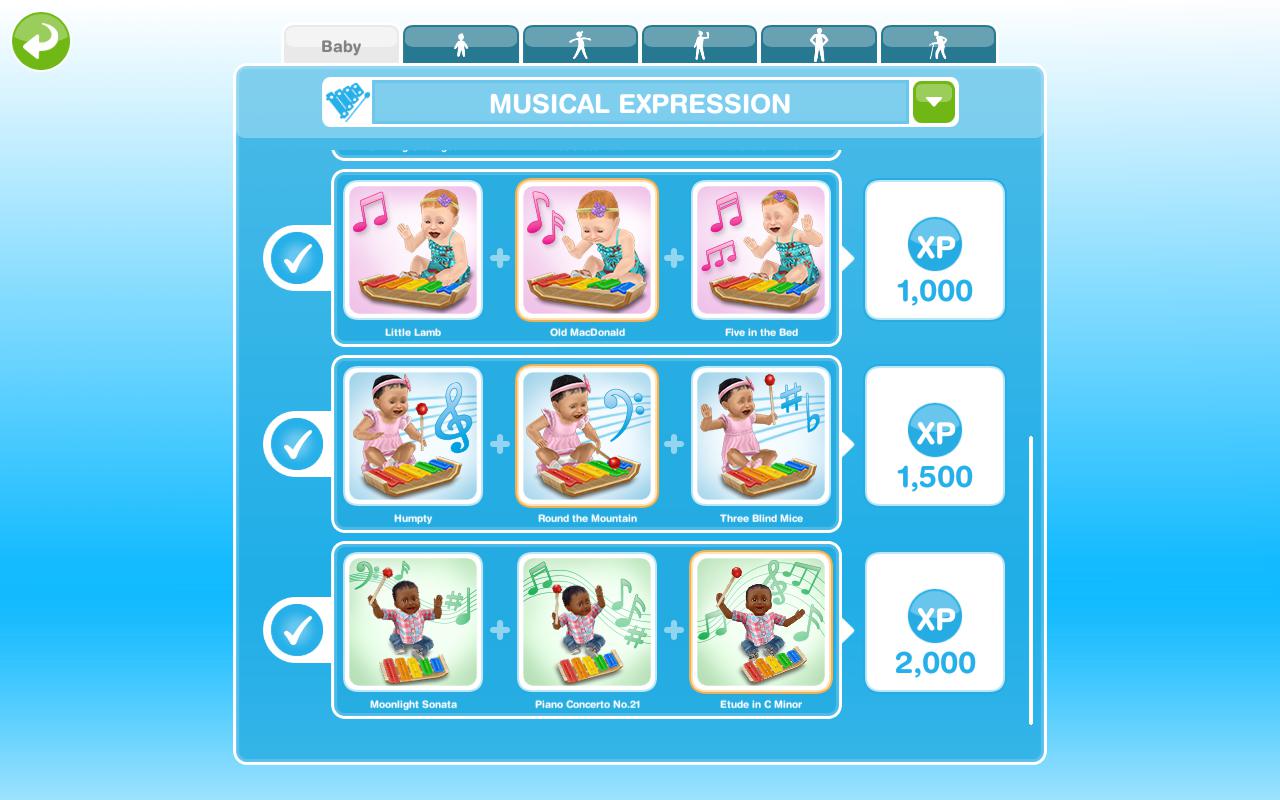 Baby
MUSICAL EXPRESSION
XP
1,000
Little Lamb
Old MacDonald
Five in the Bed
XP
1,500
Humpty
Round the Mountain
Three Blind Mice
XP
2,000
Moonlight Sonata
Piano Concerto No.21
Etude in C Minor